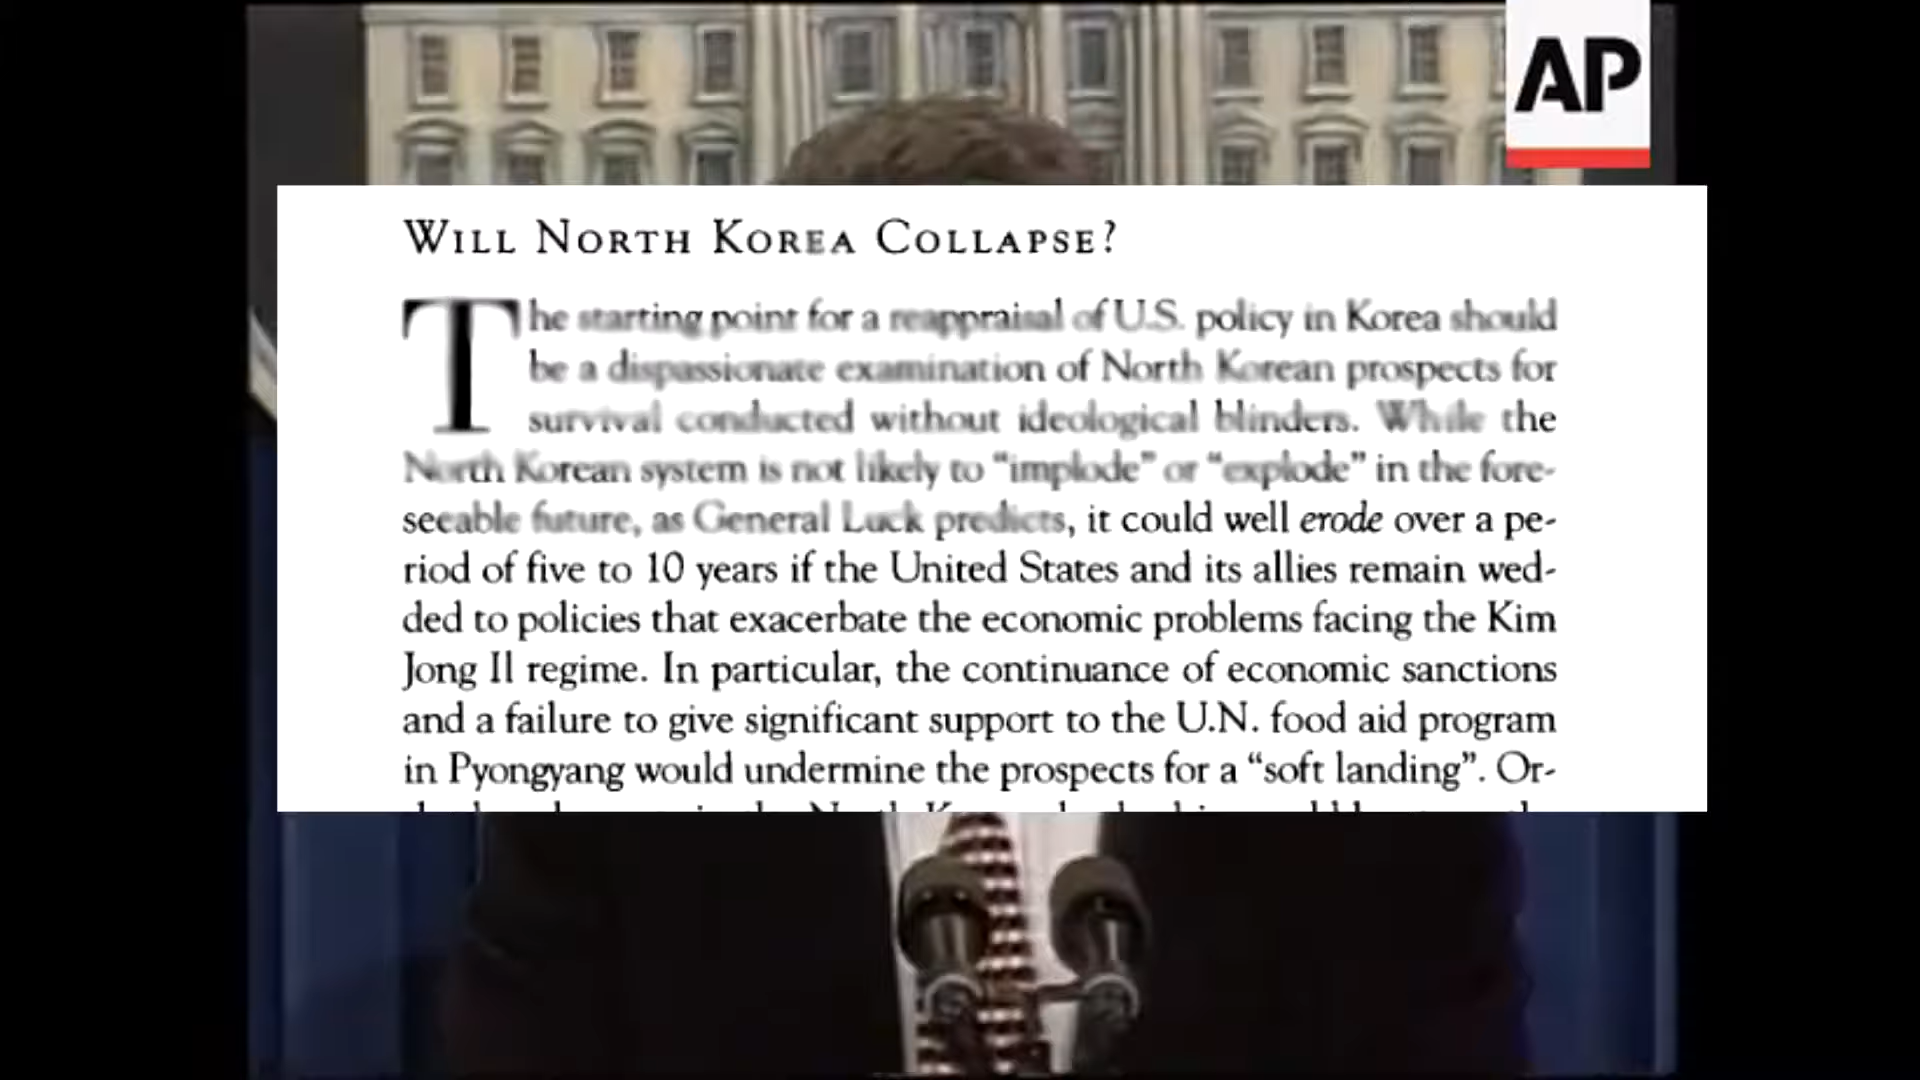 AP
WILL NORTH KOREA COLLAPSE?
The starting point for a reappraisal of U.S. policy in Korea should
be a dispassionate examination of North Korean prospects for
survival conducted without ideological blinders. While the
North Korean system is not likely to “implode” or “explode” in the fore-
seeable future, as General Luck predicts, it could well erode over a pe-
riod of five to 10 years if the United States and its allies remain wed-
ded to policies that exacerbate the economic problems facing the Kim
Jong Il regime. In particular, the continuance of economic sanctions
and a failure to give significant support to the U.N. food aid program
in Pyongyang would undermine the prospects for a “soft landing”. Or-